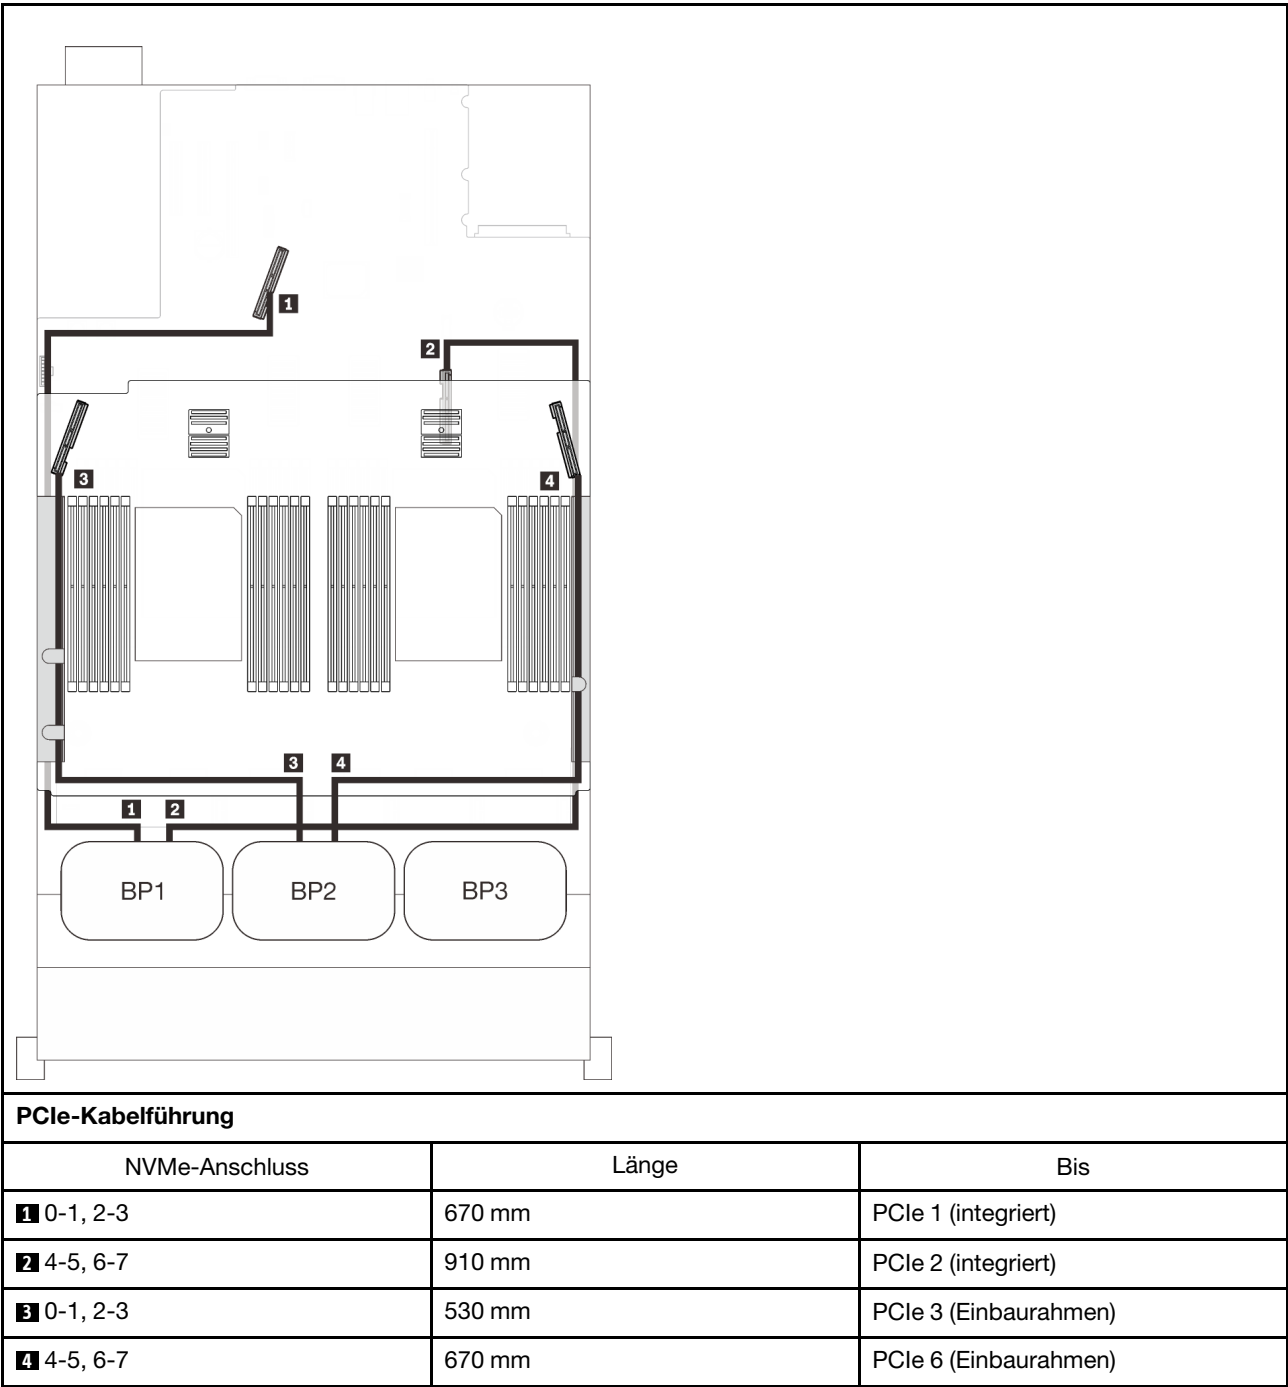 1
2
3
4
3 4
1 2
BP1 BP2 BP3
PCIe-Kabelführung
NVMe-Anschluss Länge Bis
1 0-1, 2-3 670 mm PCIe 1 (integriert)
2 4-5, 6-7 910 mm PCIe 2 (integriert)
3 0-1, 2-3 530 mm PCIe 3 (Einbaurahmen)
4 4-5, 6-7 670 mm PCIe 6 (Einbaurahmen)